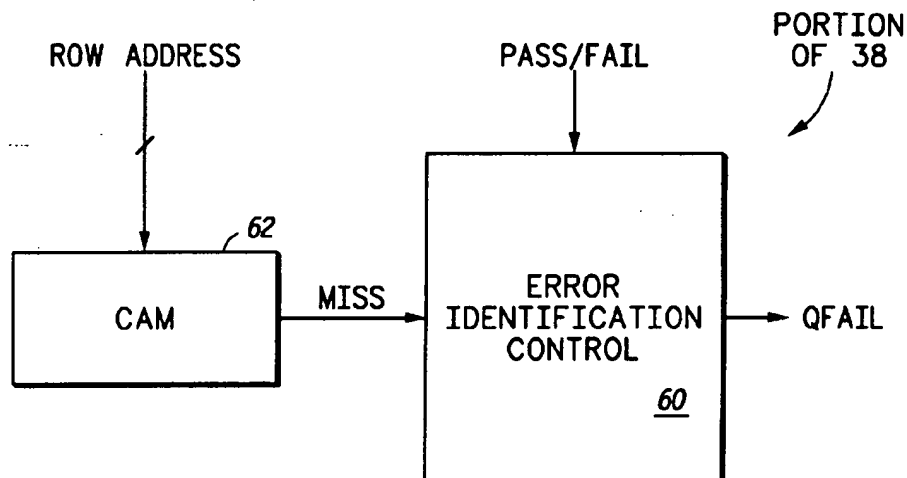 PORTION
OF 38
ROW ADDRESS
PASS/FAIL
62
CAM
MISS
ERROR
IDENTIFICATION
CONTROL
60
QFAIL